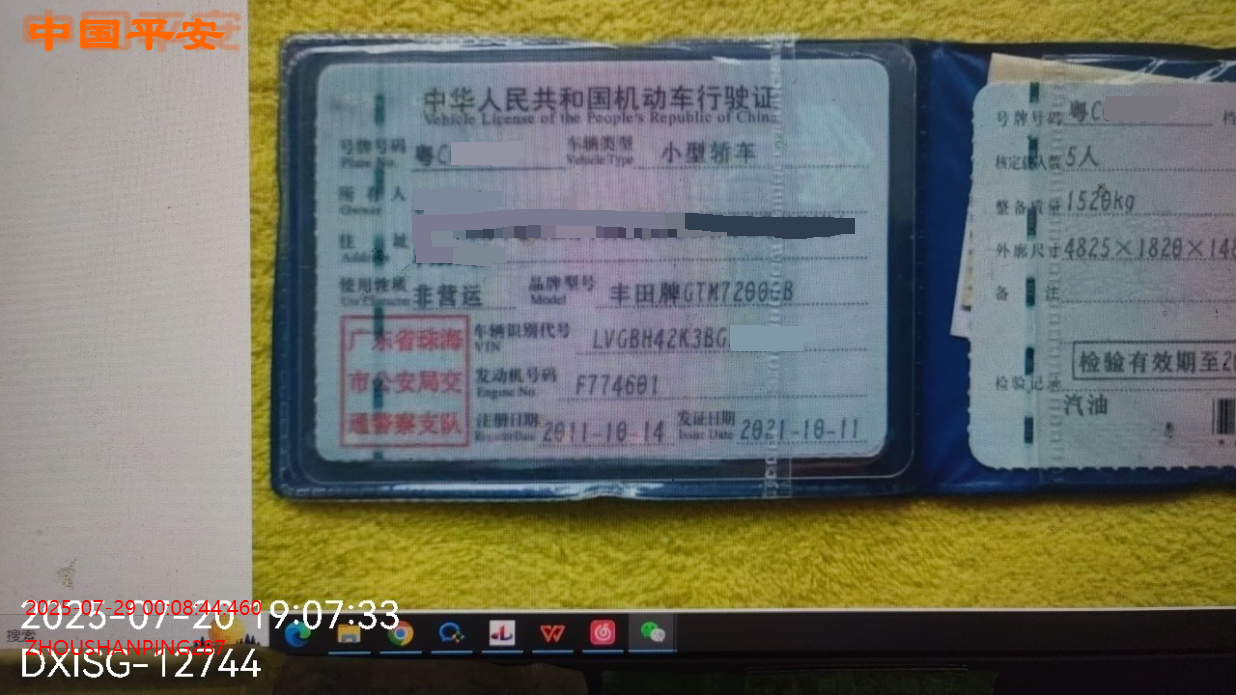 中国平安
中华人民共和国机动车行驶证
Vehicle License of the People's Republic of China
号牌号码 粤C 车辆类型 小型轿车
Plate No. Vehicle Type
所有人
Owner
住址
Address
使用性质 非营运 品牌型号 丰田牌GTM7200GB
Use Character Model
广东省珠海
市公安局交
通警察支队
车辆识别代号 LVGBH42K3BG
VIN
发动机号码 F774601
Engine No.
注册日期 2011-10-14 发证日期 2021-10-11
Register Date Issue Date
号牌号码 粤C
核定载人数 5人
整备质量 1520kg
外廓尺寸 4825×1820×148
备注
检验有效期至20
检验记录
汽油
2025-07-29 00:08:44:460
2025-07-20 19:07:33
搜索
ZHOUSHANPING287
DXISG-12744